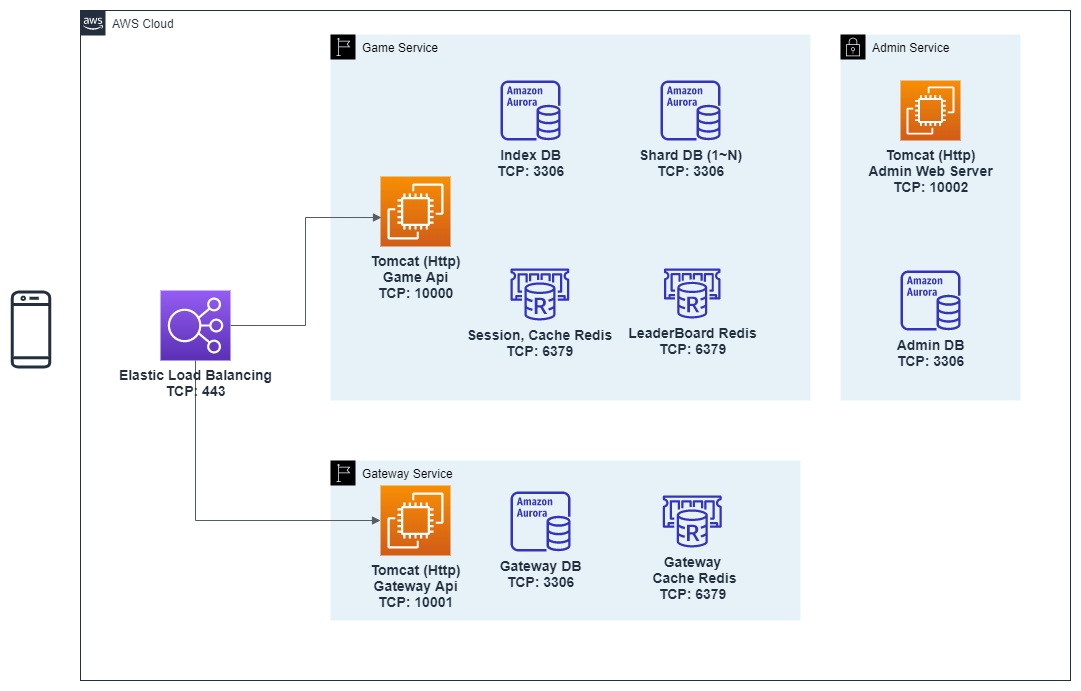 aws
AWS Cloud
Game Service
Admin Service
Amazon
Aurora
Index DB
TCP: 3306
Amazon
Aurora
Shard DB (1~N)
TCP: 3306
Tomcat (Http)
Admin Web Server
TCP: 10002
Tomcat (Http)
Game Api
TCP: 10000
R
Session, Cache Redis
TCP: 6379
R
LeaderBoard Redis
TCP: 6379
Amazon
Aurora
Admin DB
TCP: 3306
Elastic Load Balancing
TCP: 443
Gateway Service
Tomcat (Http)
Gateway Api
TCP: 10001
Amazon
Aurora
Gateway DB
TCP: 3306
R
Gateway
Cache Redis
TCP: 6379